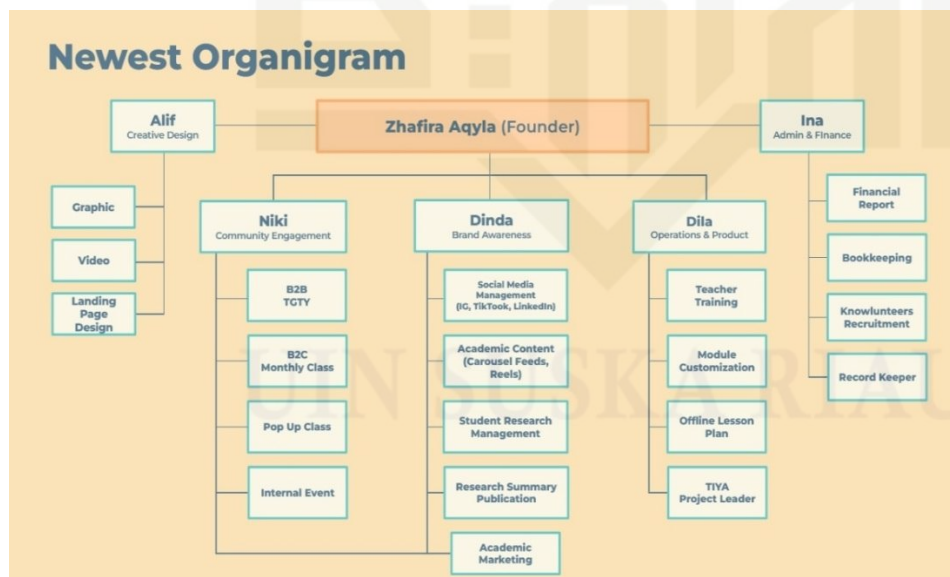 Newest Organigram
Alif
Creative Design
Zhafira Aqyla (Founder)
Ina
Admin & FInance
Graphic
Video
Landing
Page
Design
Niki
Community Engagement
B2B
TGTY
B2C
Monthly Class
Pop Up Class
Internal Event
Dinda
Brand Awareness
Social Media
Management
(IG, TikTook, LinkedIn)
Academic Content
(Carousel Feeds,
Reels)
Student Research
Management
Research Summary
Publication
Academic
Marketing
Dila
Operations & Product
Teacher
Training
Module
Customization
Offline Lesson
Plan
TIYA
Project Leader
Financial
Report
Bookkeeping
Knowlunteers
Recruitment
Record Keeper
UIN SUSKA RIAU